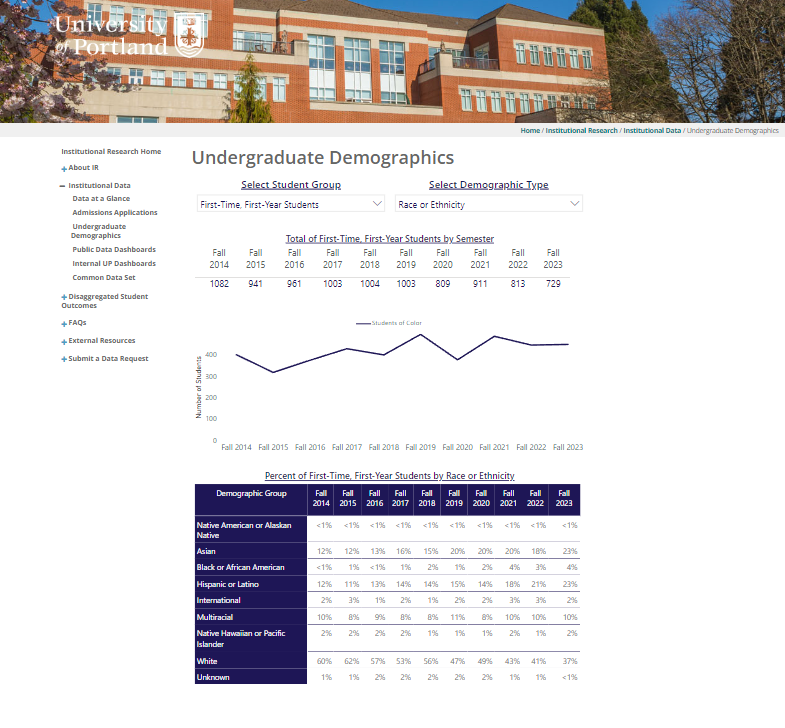 University
of Portland
Home / Institutional Research / Institutional Data / Undergraduate Demographics
Institutional Research Home
+ About IR
– Institutional Data
Data at a Glance
Admissions Applications
Undergraduate
Demographics
Public Data Dashboards
Internal UP Dashboards
Common Data Set
+ Disaggregated Student
Outcomes
+ FAQs
+ External Resources
+ Submit a Data Request
Undergraduate Demographics
Select Student Group Select Demographic Type
First-Time, First-Year Students Race or Ethnicity
Total of First-Time, First-Year Students by Semester
Fall Fall Fall Fall Fall Fall Fall Fall Fall Fall
2014 2015 2016 2017 2018 2019 2020 2021 2022 2023
1082 941 961 1003 1004 1003 809 911 813 729
Students of Color
Number of Students
400
300
200
100
0
Fall 2014 Fall 2015 Fall 2016 Fall 2017 Fall 2018 Fall 2019 Fall 2020 Fall 2021 Fall 2022 Fall 2023
Percent of First-Time, First-Year Students by Race or Ethnicity
Demographic Group Fall Fall Fall Fall Fall Fall Fall Fall Fall Fall
2014 2015 2016 2017 2018 2019 2020 2021 2022 2023
Native American or Alaskan
Native <1% <1% <1% <1% <1% <1% <1% <1% <1% <1%
Asian 12% 12% 13% 16% 15% 20% 20% 20% 18% 23%
Black or African American <1% 1% <1% 1% 2% 1% 2% 4% 3% 4%
Hispanic or Latino 12% 11% 13% 14% 14% 15% 14% 18% 21% 23%
International 2% 3% 1% 2% 1% 2% 2% 3% 3% 2%
Multiracial 10% 8% 9% 8% 8% 11% 8% 10% 10% 10%
Native Hawaiian or Pacific
Islander 2% 2% 2% 2% 1% 1% 1% 2% 1% 2%
White 60% 62% 57% 53% 56% 47% 49% 43% 41% 37%
Unknown 1% 1% 2% 2% 2% 2% 2% 1% 1% <1%